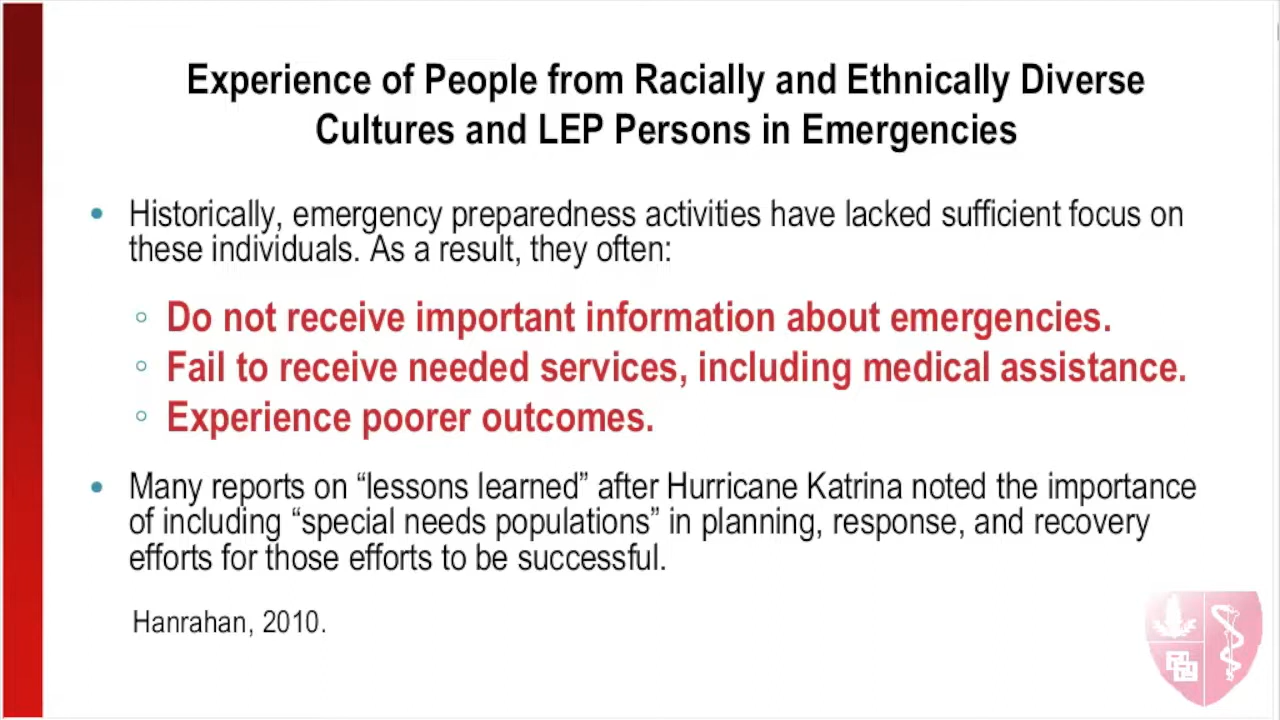 Experience of People from Racially and Ethnically Diverse
Cultures and LEP Persons in Emergencies
• Historically, emergency preparedness activities have lacked sufficient focus on
these individuals. As a result, they often:
◦ Do not receive important information about emergencies.
◦ Fail to receive needed services, including medical assistance.
◦ Experience poorer outcomes.
• Many reports on “lessons learned” after Hurricane Katrina noted the importance
of including “special needs populations” in planning, response, and recovery
efforts for those efforts to be successful.
Hanrahan, 2010.